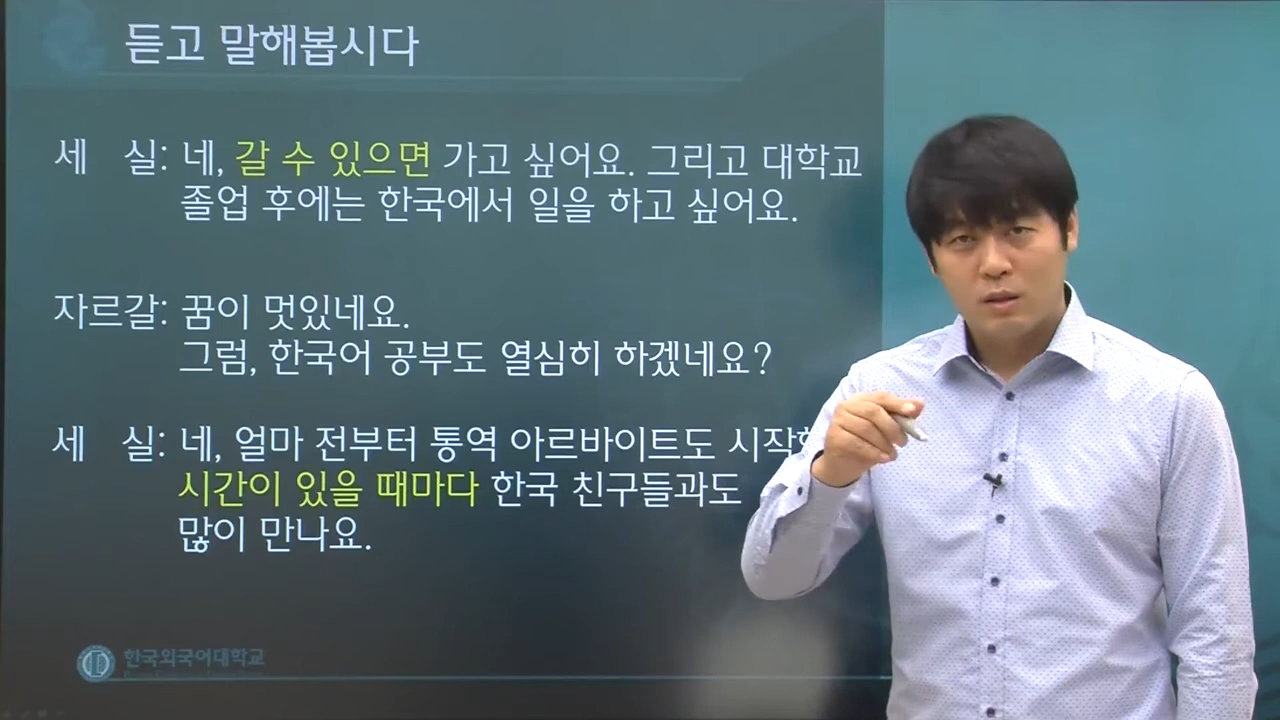 듣고 말해봅시다
세 실: 네, 갈 수 있으면 가고 싶어요. 그리고 대학교
졸업 후에는 한국에서 일을 하고 싶어요.
자르갈: 꿈이 멋있네요.
그럼, 한국어 공부도 열심히 하겠네요?
세 실: 네, 얼마 전부터 통역 아르바이트도
시간이 있을 때마다 한국 친구들과도
많이 만나요.
한국외국어대학교